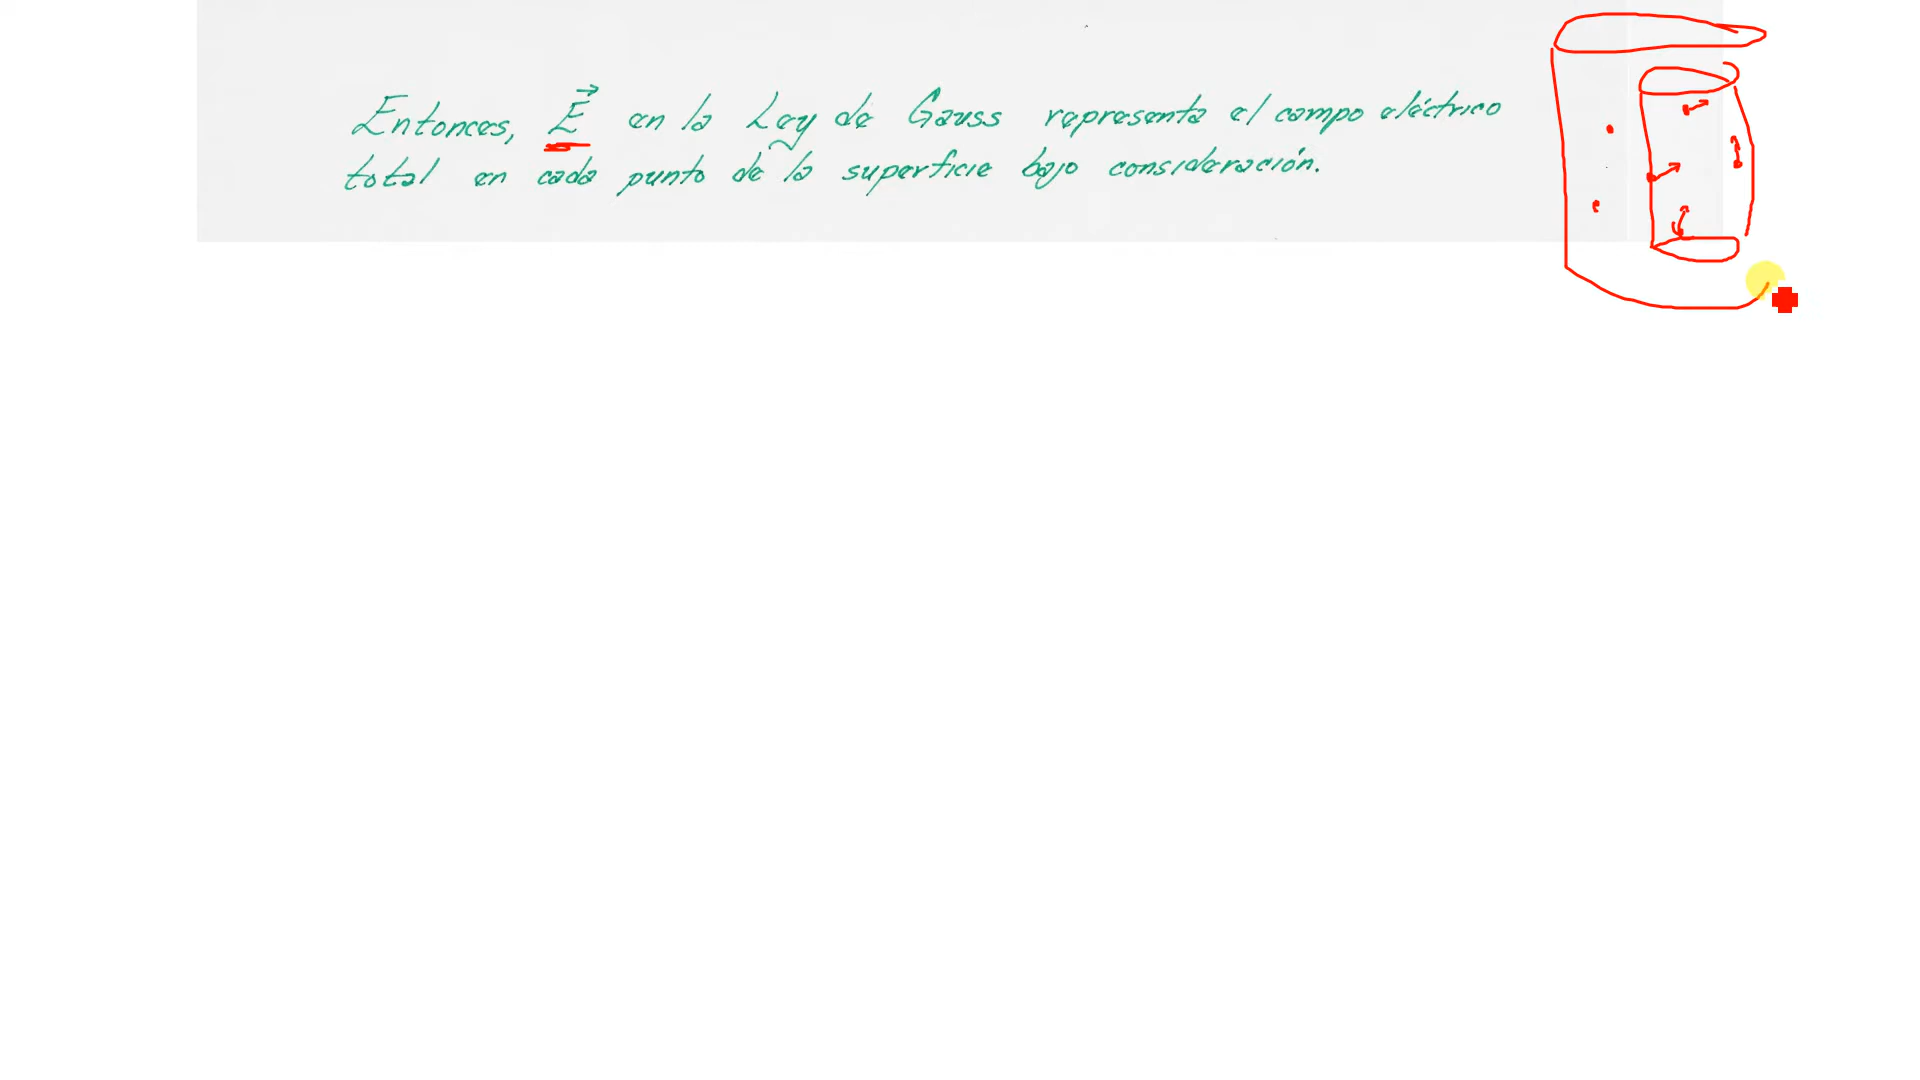 Entonces, E⃗ en la Ley de Gauss representa el campo eléctrico
total en cada punto de la superficie bajo consideración.